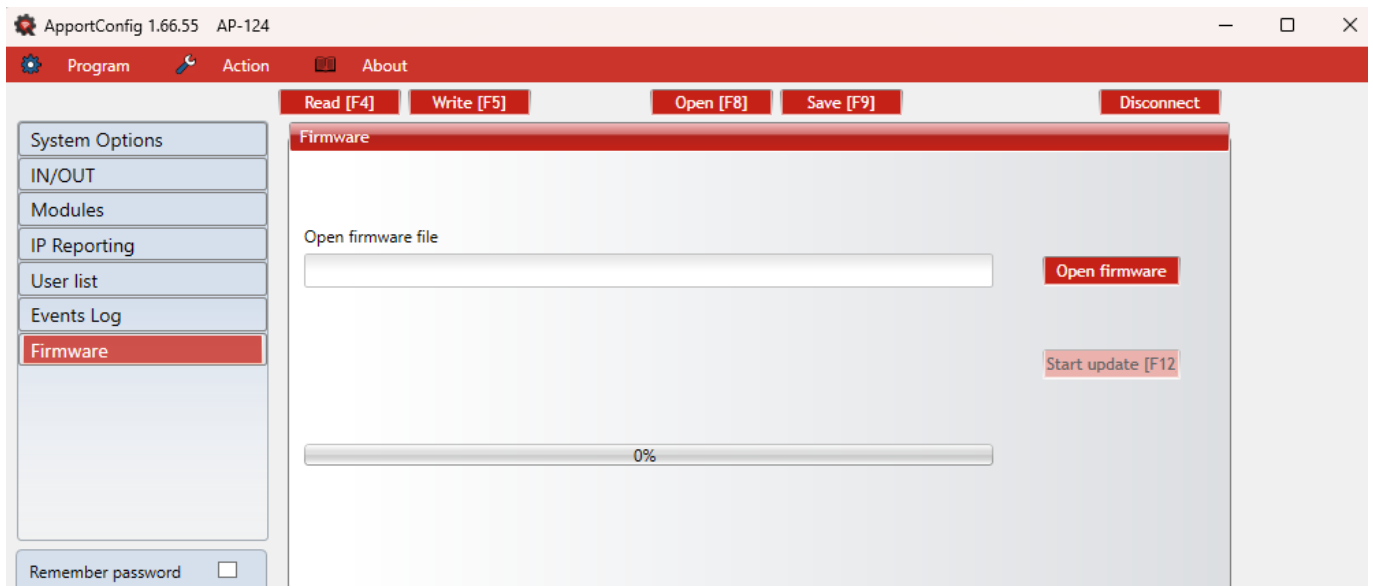 ApportConfig 1.66.55 AP-124
Program Action About
Read [F4] Write [F5] Open [F8] Save [F9] Disconnect
System Options
IN/OUT
Modules
IP Reporting
User list
Events Log
Firmware
Remember password
Firmware
Open firmware file
Open firmware
Start update [F12
0%